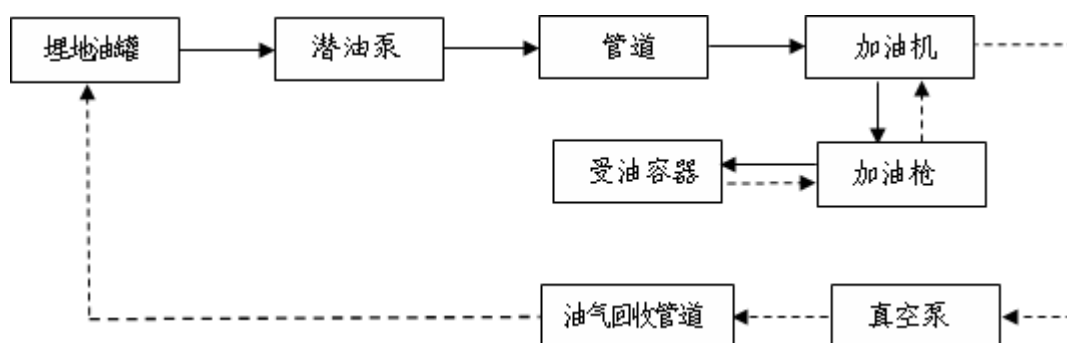 埋地油罐
潜油泵
管道
加油机
受油容器
加油枪
油气回收管道
真空泵